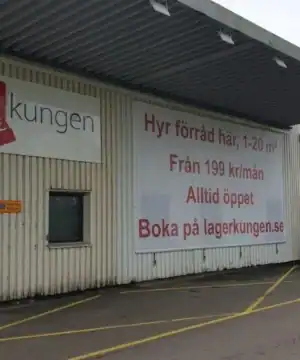 kungen
Hyr förråd här, 1-20 m²
Från 199 kr/mån
Alltid öppet
Boka på lagerkungen.se